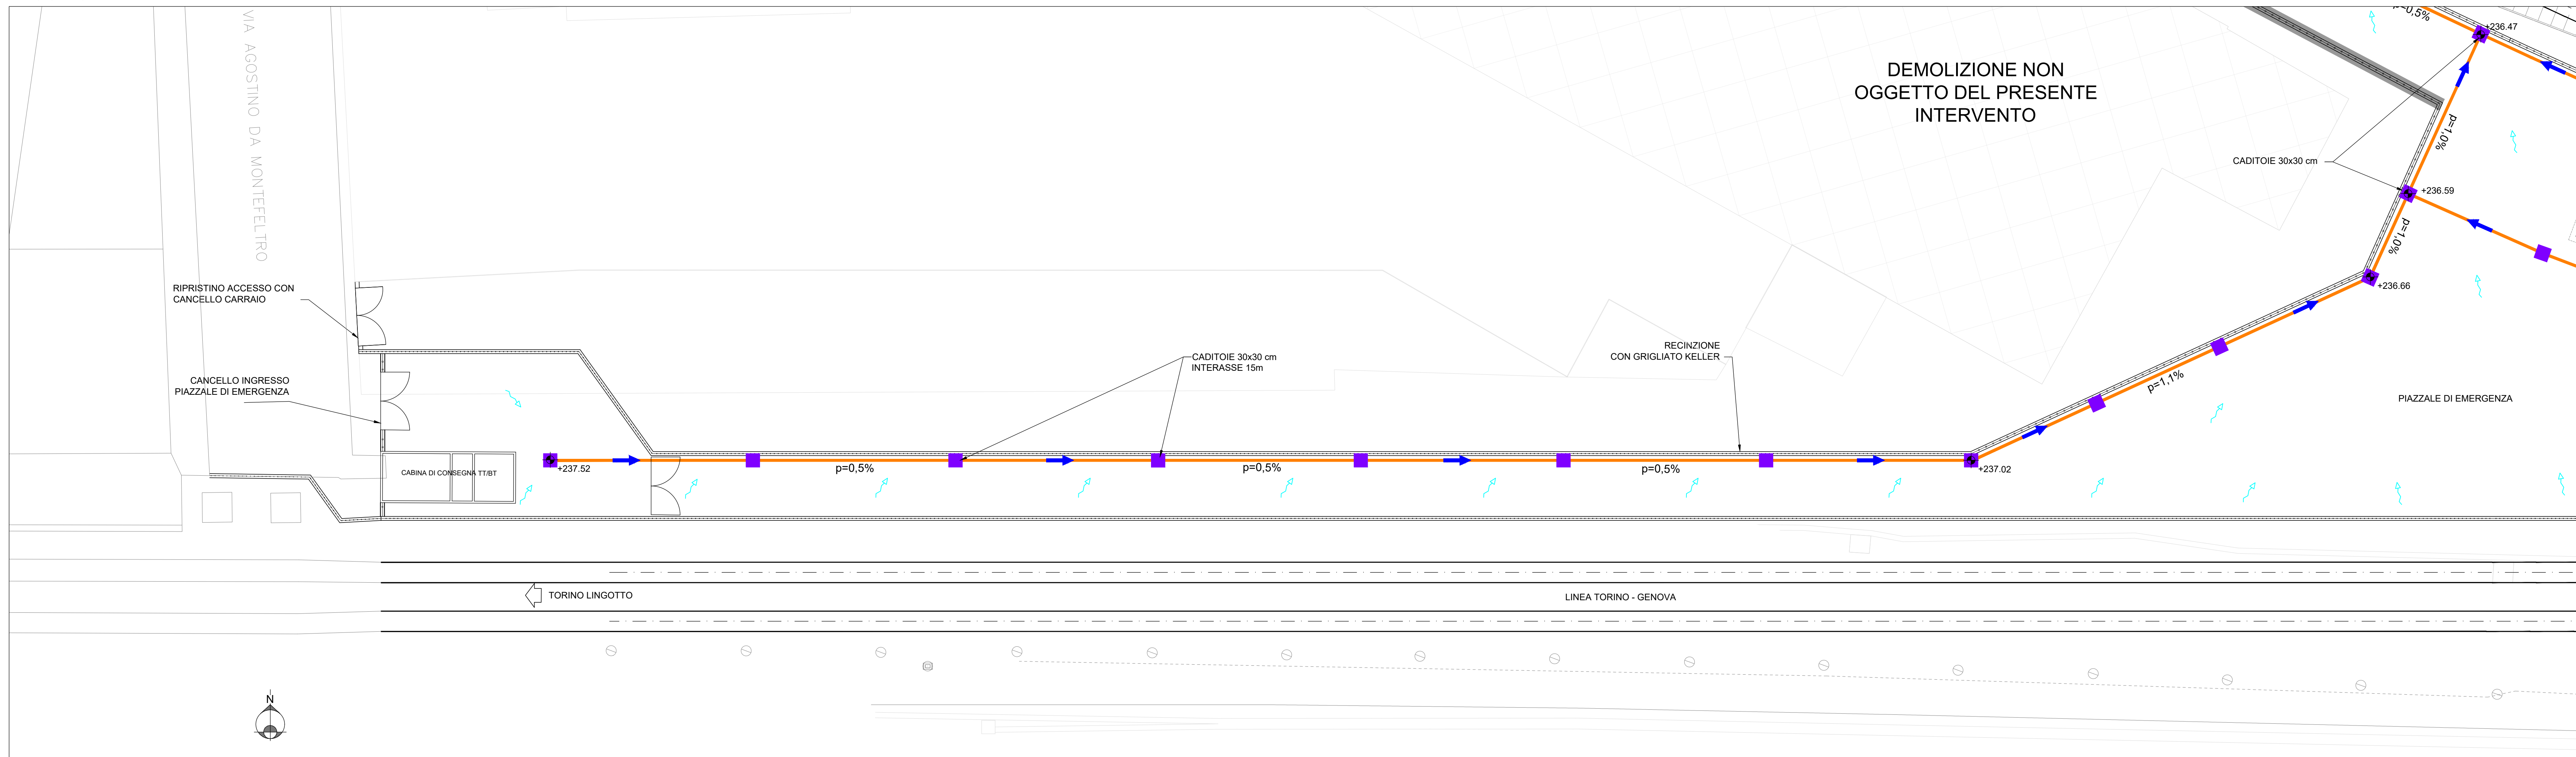 VIA AGOSTINO DA MONTEFELTRO
RIPRISTINO ACCESSO CON
CANCELLO CARRAIO
CANCELLO INGRESSO
PIAZZALE DI EMERGENZA
CABINA DI CONSEGNA TT/BT
+237.52
p=0,5%
CADITOIE 30x30 cm
INTERASSE 15m
p=0,5%
RECINZIONE
CON GRIGLIATO KELLER
p=0,5%
+237.02
p=1,1%
DEMOLIZIONE NON
OGGETTO DEL PRESENTE
INTERVENTO
p=0,5%
+236.47
p=1,0%
CADITOIE 30x30 cm
+236.59
p=1,0%
+236.66
PIAZZALE DI EMERGENZA
TORINO LINGOTTO
LINEA TORINO - GENOVA
N